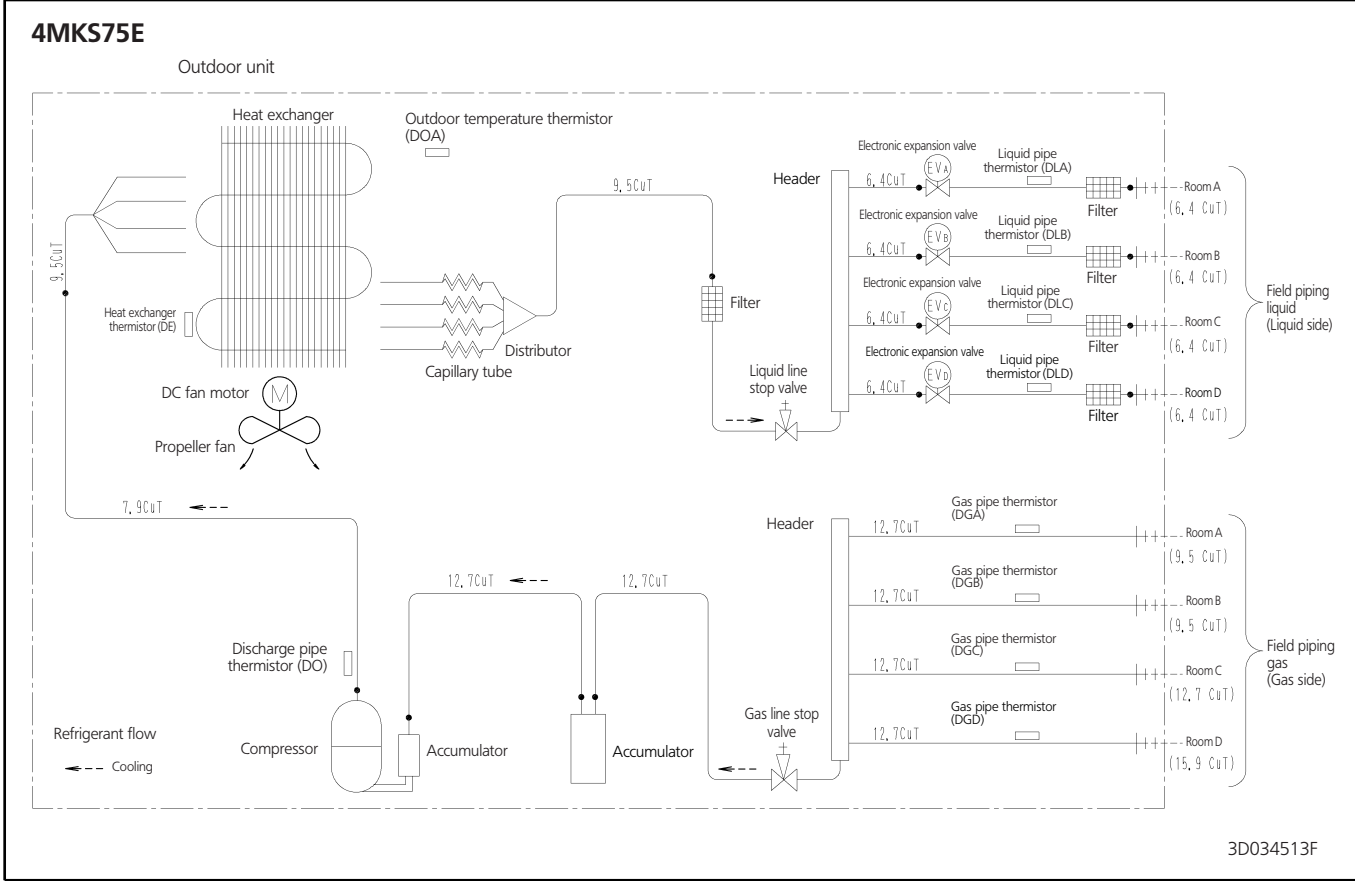 4MKS75E
Outdoor unit
Heat exchanger
Outdoor temperature thermistor
(DOA)
9.5CuT
9.5CuT
Heat exchanger
thermistor (DE)
Capillary tube
Distributor
Filter
DC fan motor
M
Propeller fan
Liquid line
stop valve
Header
Electronic expansion valve
EVA
6.4CuT
Liquid pipe
thermistor (DLA)
Filter
Room A
(6.4 CuT)
Electronic expansion valve
EVB
6.4CuT
Liquid pipe
thermistor (DLB)
Filter
Room B
(6.4 CuT)
Electronic expansion valve
EVC
6.4CuT
Liquid pipe
thermistor (DLC)
Filter
Room C
(6.4 CuT)
Electronic expansion valve
EVD
6.4CuT
Liquid pipe
thermistor (DLD)
Filter
Room D
(6.4 CuT)
Field piping
liquid
(Liquid side)
7.9CuT
12.7CuT
12.7CuT
Discharge pipe
thermistor (DO)
Compressor
Accumulator
Accumulator
Gas line stop
valve
Header
12.7CuT
Gas pipe thermistor
(DGA)
Room A
(9.5 CuT)
12.7CuT
Gas pipe thermistor
(DGB)
Room B
(9.5 CuT)
12.7CuT
Gas pipe thermistor
(DGC)
Room C
(12.7 CuT)
12.7CuT
Gas pipe thermistor
(DGD)
Room D
(15.9 CuT)
Field piping
gas
(Gas side)
Refrigerant flow
Cooling
3D034513F